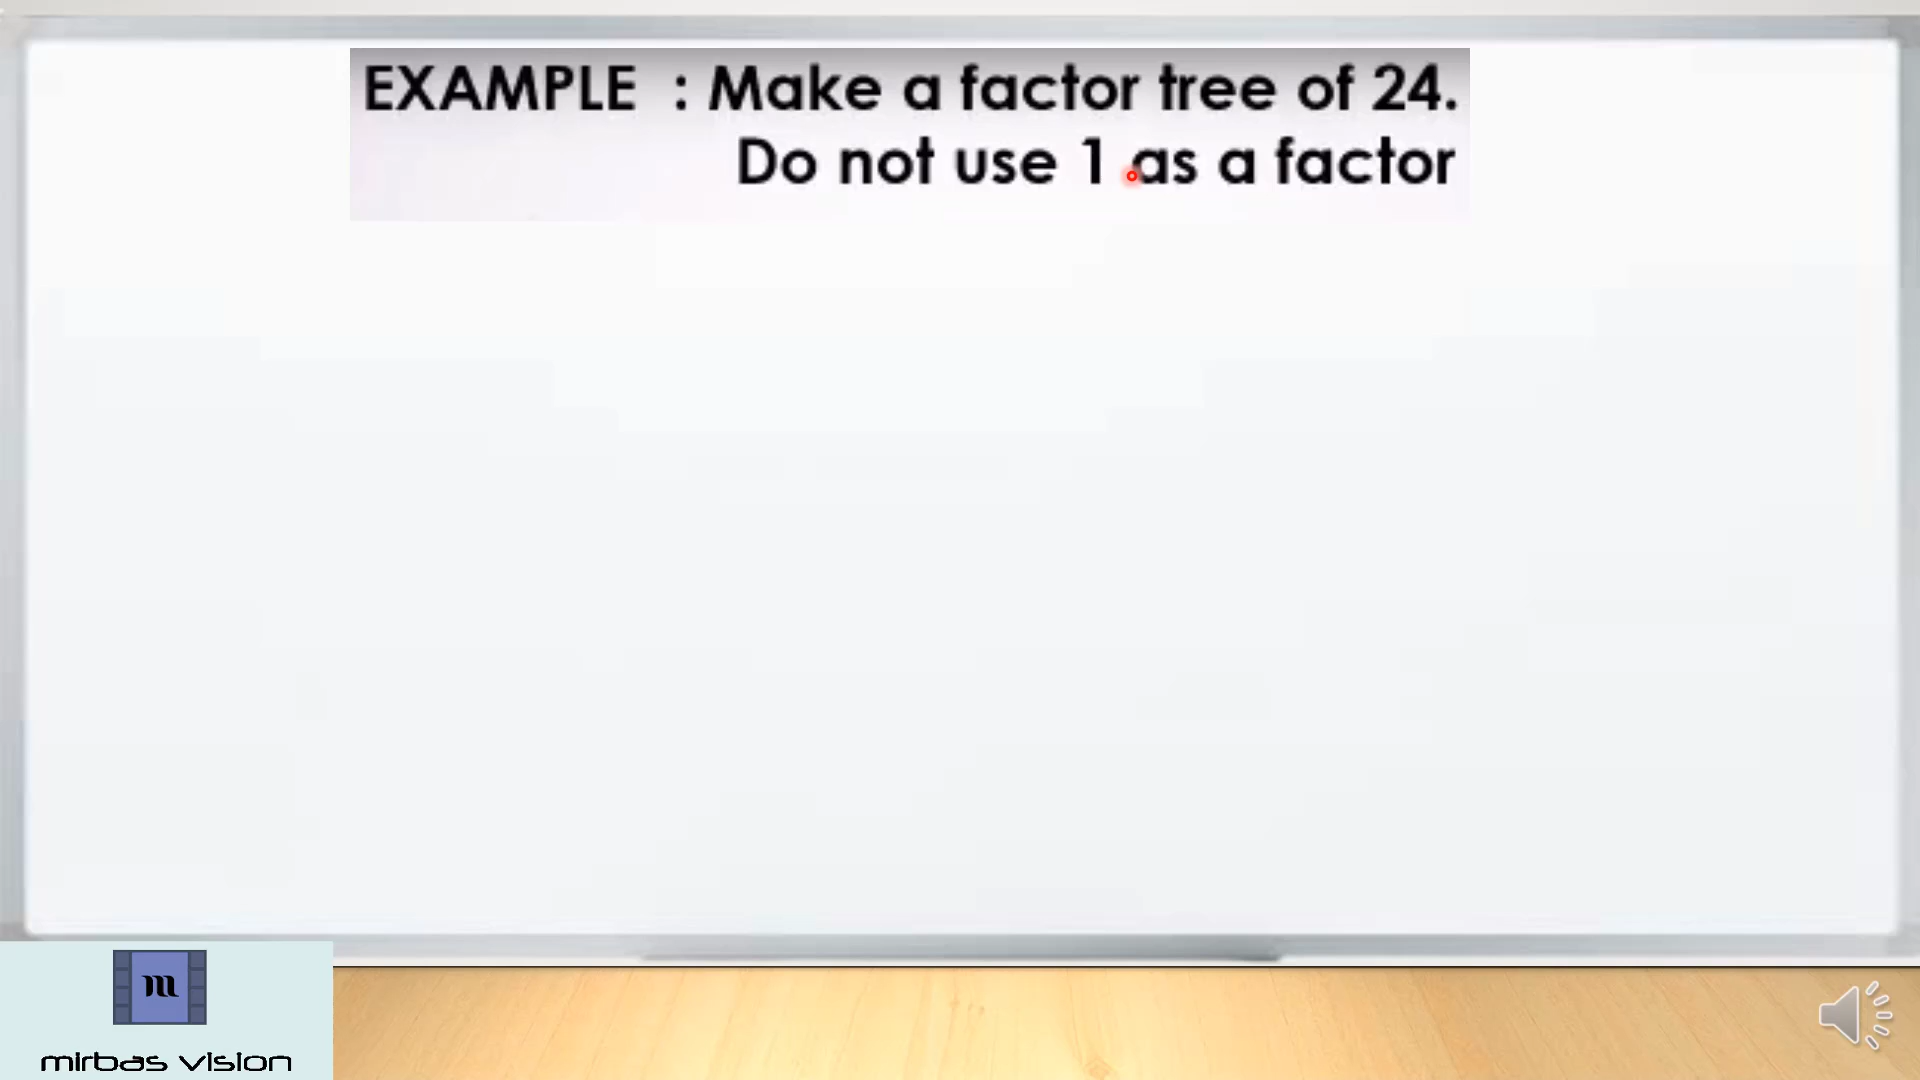 EXAMPLE : Make a factor tree of 24.
Do not use 1 as a factor
m
mirbas vision